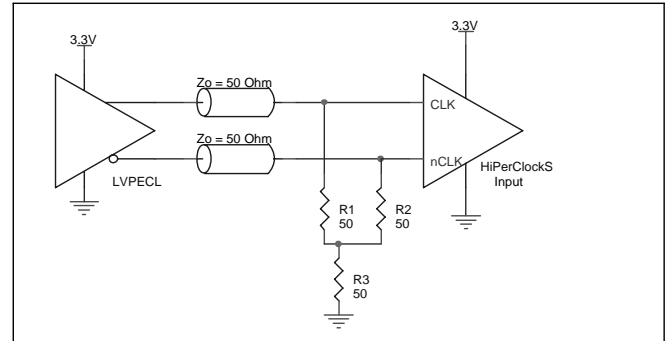 3.3V
3.3V
Zo = 50 Ohm
CLK
Zo = 50 Ohm
nCLK
HiPerClockS
Input
LVPECL
R1
50
R2
50
R3
50